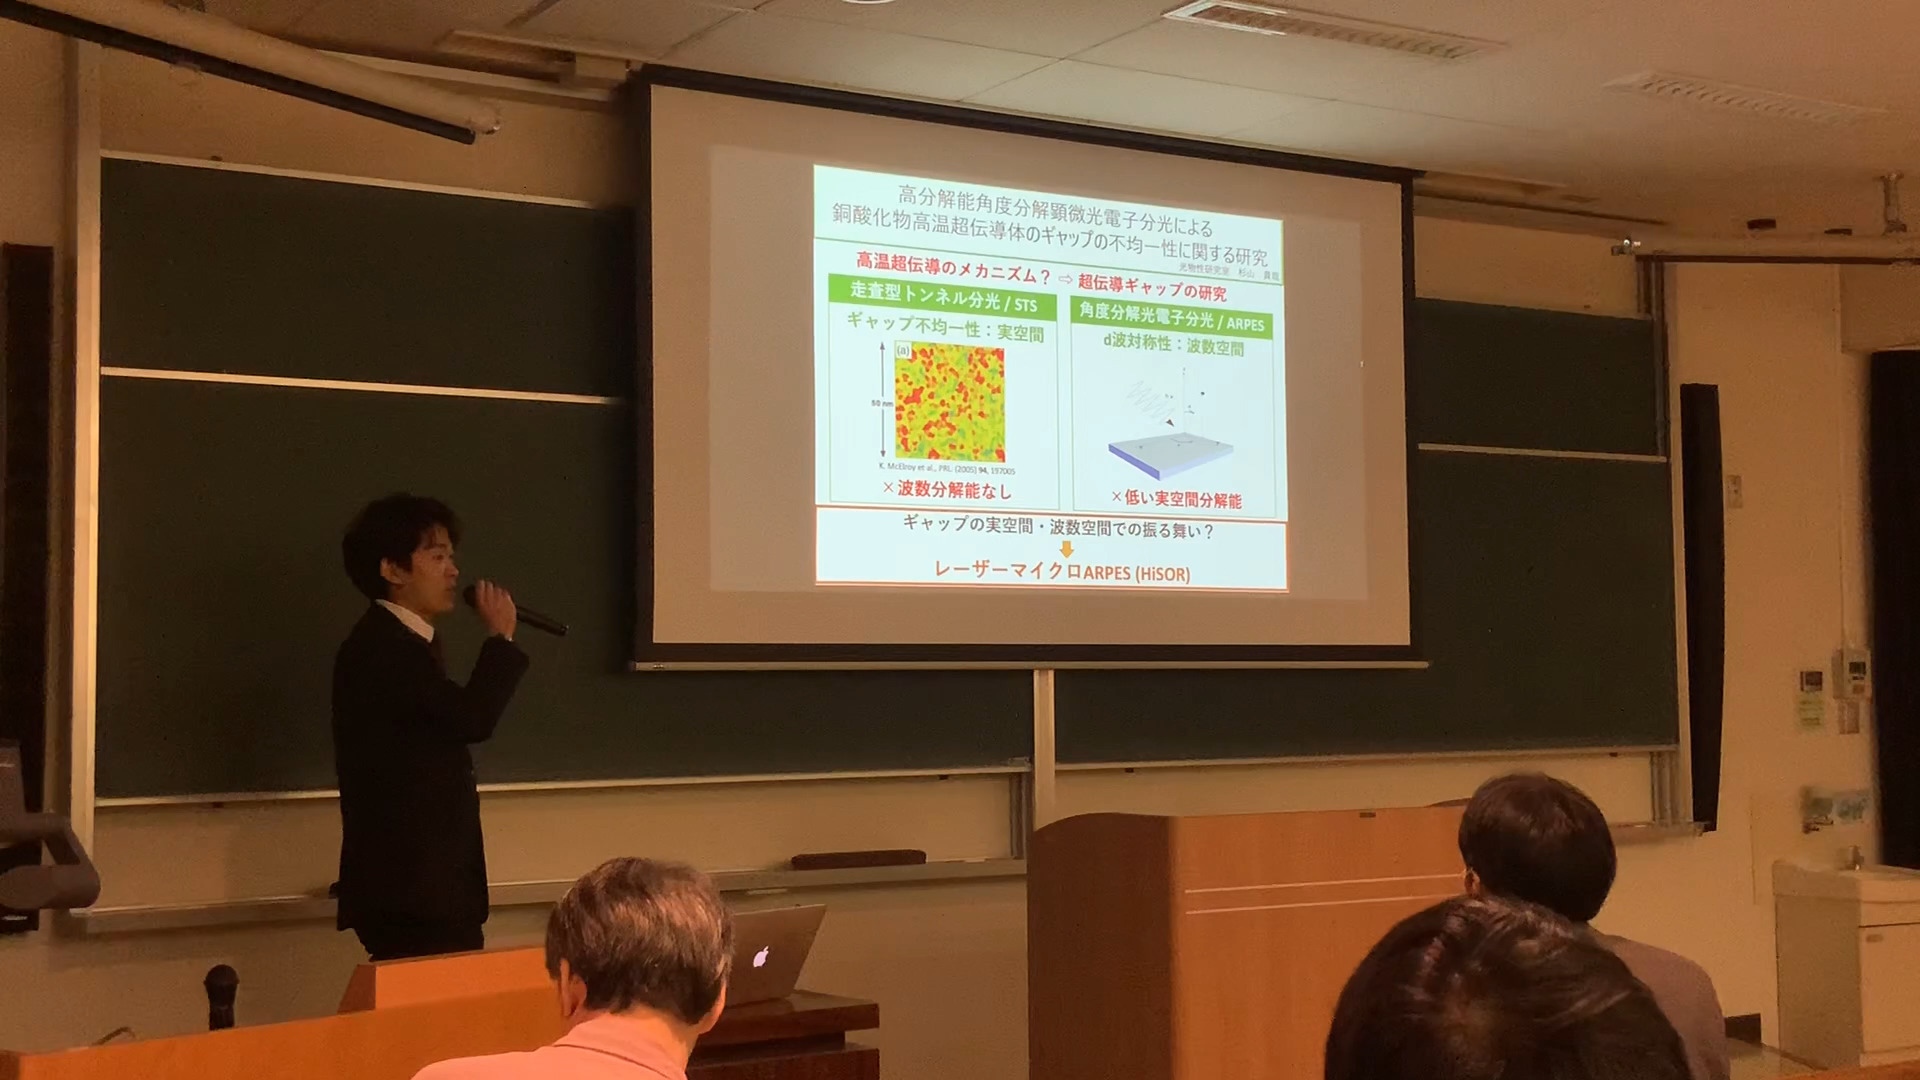 高分解能角度分解顕微光電子分光による
銅酸化物高温超伝導体のギャップの不均一性に関する研究
光物性研究室 杉山 貴哉
高温超伝導のメカニズム？ ⇨ 超伝導ギャップの研究
走査型トンネル分光 / STS
ギャップ不均一性：実空間
(a)
50 nm
K. McElroy et al., PRL. (2005) 94, 197005
×波数分解能なし
角度分解光電子分光 / ARPES
d波対称性：波数空間
×低い実空間分解能
ギャップの実空間・波数空間での振る舞い？
レーザーマイクロARPES (HiSOR)